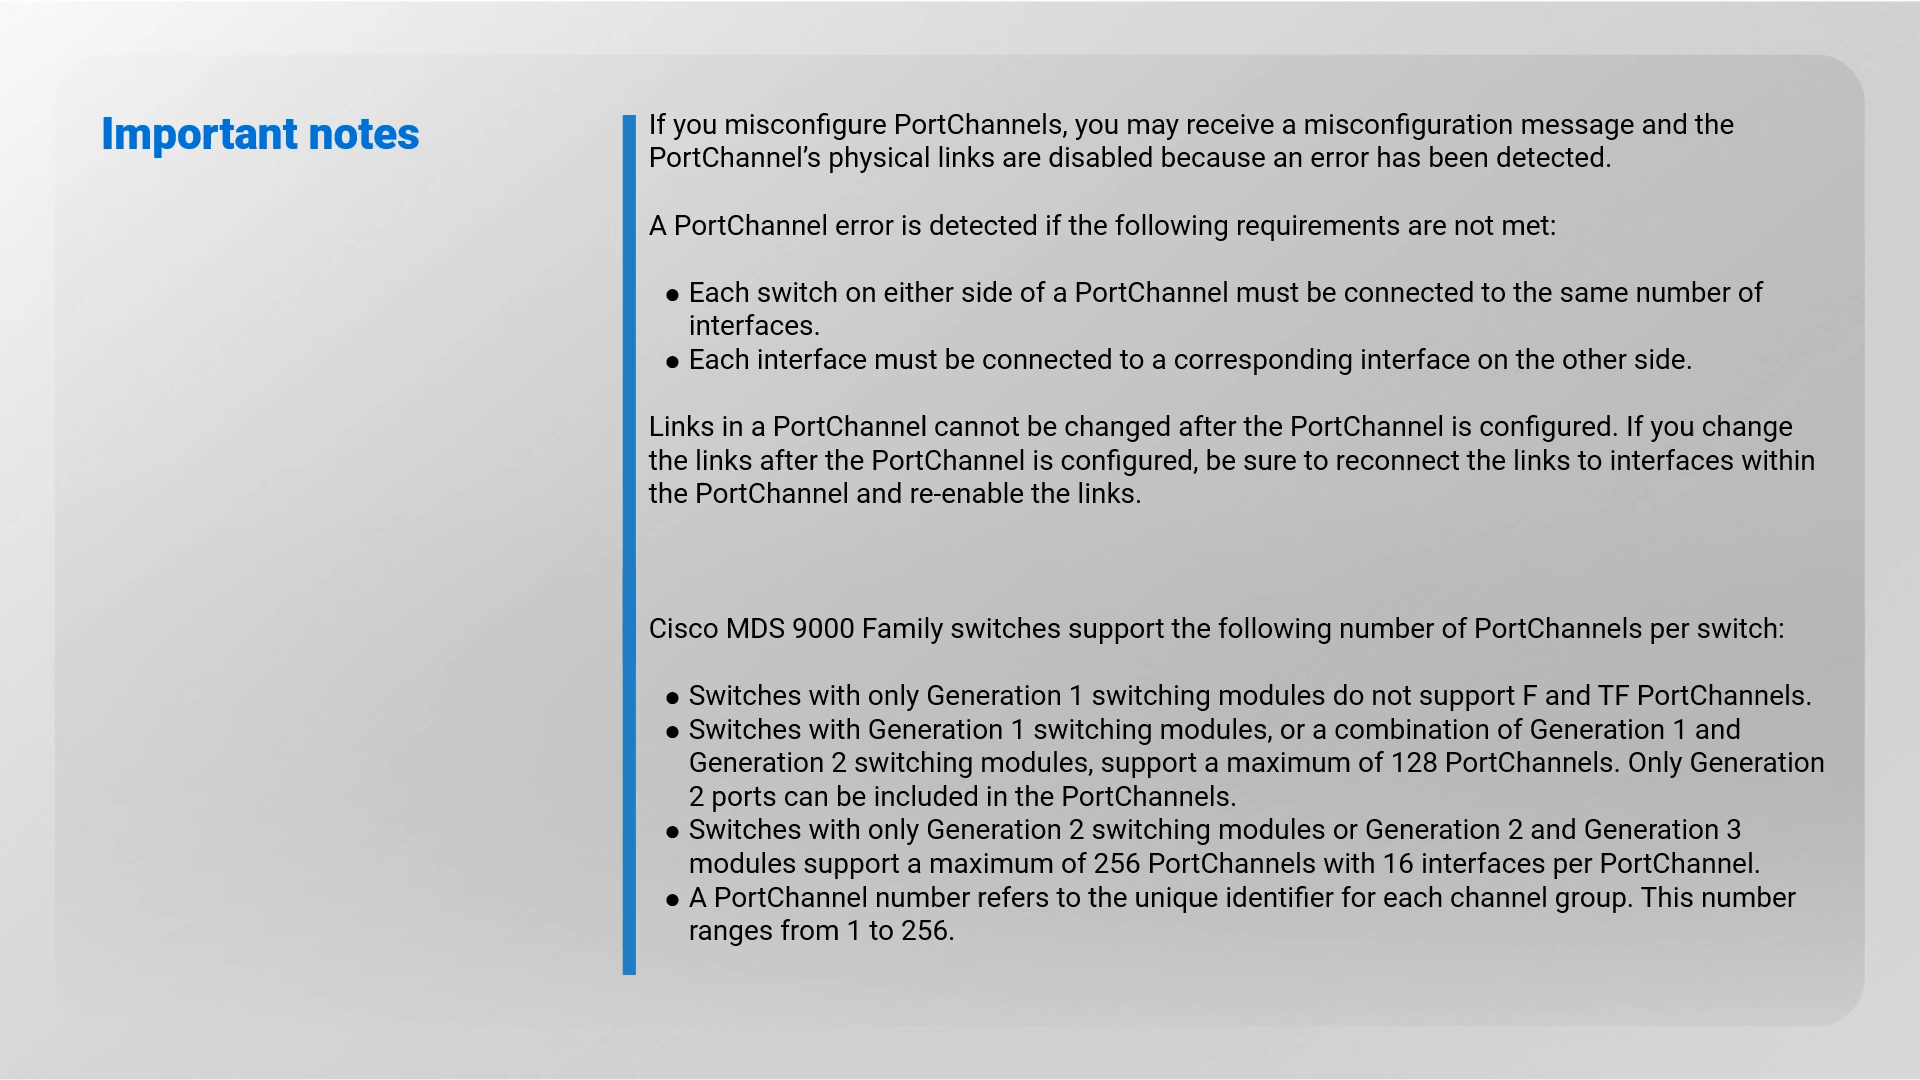 Important notes
If you misconfigure PortChannels, you may receive a misconfiguration message and the
PortChannel’s physical links are disabled because an error has been detected.
A PortChannel error is detected if the following requirements are not met:
● Each switch on either side of a PortChannel must be connected to the same number of
interfaces.
● Each interface must be connected to a corresponding interface on the other side.
Links in a PortChannel cannot be changed after the PortChannel is configured. If you change
the links after the PortChannel is configured, be sure to reconnect the links to interfaces within
the PortChannel and re-enable the links.
Cisco MDS 9000 Family switches support the following number of PortChannels per switch:
● Switches with only Generation 1 switching modules do not support F and TF PortChannels.
● Switches with Generation 1 switching modules, or a combination of Generation 1 and
Generation 2 switching modules, support a maximum of 128 PortChannels. Only Generation
2 ports can be included in the PortChannels.
● Switches with only Generation 2 switching modules or Generation 2 and Generation 3
modules support a maximum of 256 PortChannels with 16 interfaces per PortChannel.
● A PortChannel number refers to the unique identifier for each channel group. This number
ranges from 1 to 256.